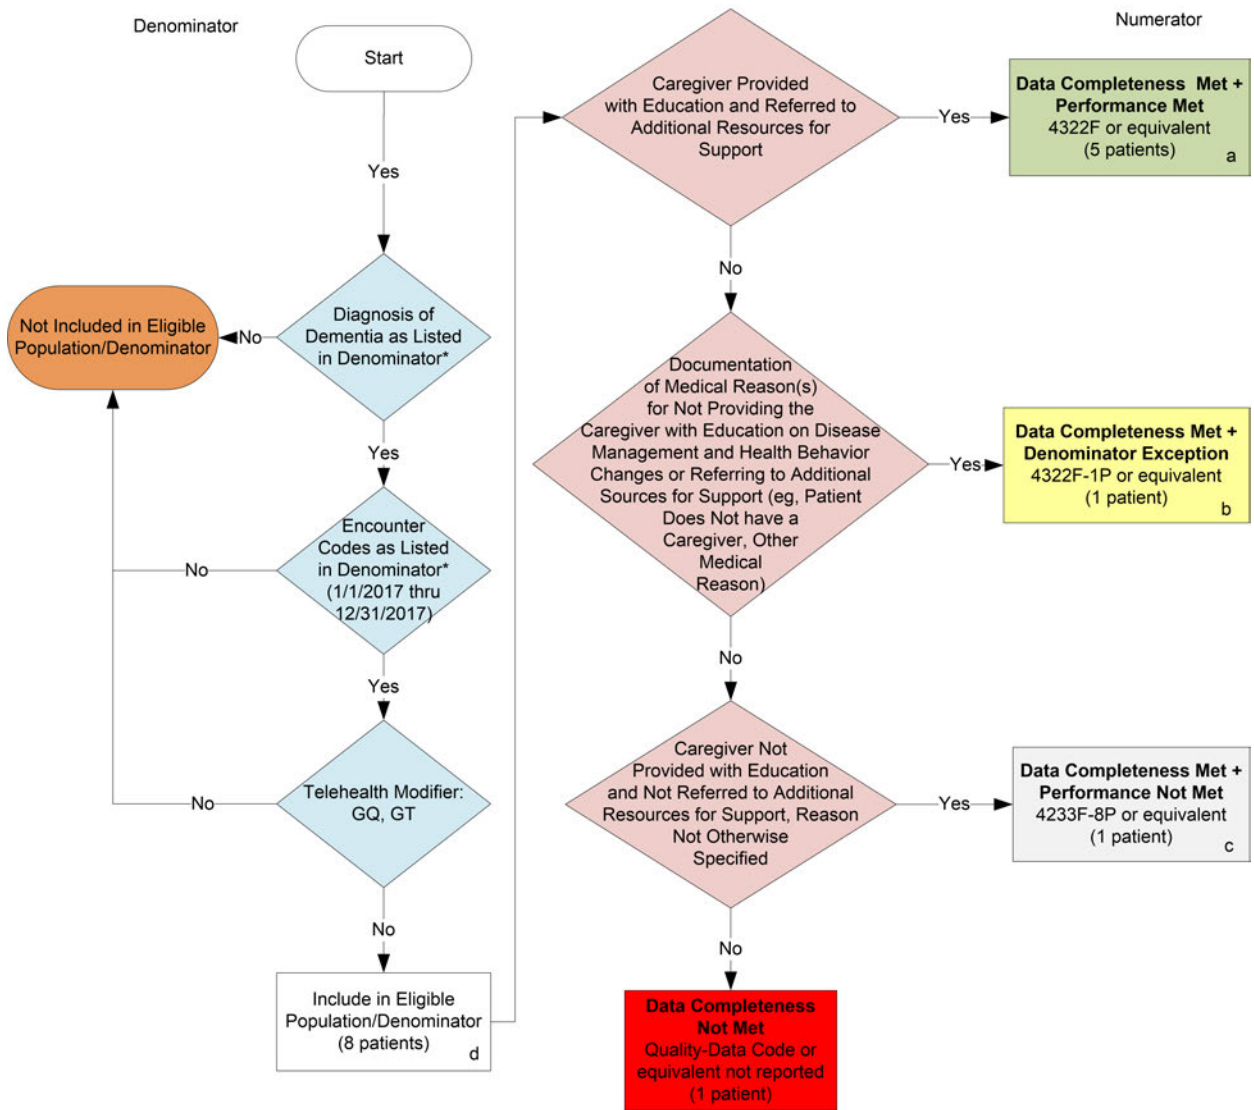 Denominator
Start
Yes
Diagnosis of
Dementia as Listed
in Denominator*
No
Not Included in Eligible
Population/Denominator
Yes
Encounter
Codes as Listed
in Denominator*
(1/1/2017 thru
12/31/2017)
No
Yes
Telehealth Modifier:
GQ, GT
No
No
Include in Eligible
Population/Denominator
(8 patients)
d
Numerator
Caregiver Provided
with Education and Referred to
Additional Resources for
Support
Yes
Data Completeness Met +
Performance Met
4322F or equivalent
(5 patients)
a
No
Documentation
of Medical Reason(s)
for Not Providing the
Caregiver with Education on Disease
Management and Health Behavior
Changes or Referring to Additional
Sources for Support (eg, Patient
Does Not have a
Caregiver, Other
Medical
Reason)
Yes
Data Completeness Met +
Denominator Exception
4322F-1P or equivalent
(1 patient)
b
No
Caregiver Not
Provided with Education
and Not Referred to Additional
Resources for Support, Reason
Not Otherwise
Specified
Yes
Data Completeness Met +
Performance Not Met
4233F-8P or equivalent
(1 patient)
c
No
Data Completeness
Not Met
Quality-Data Code or
equivalent not reported
(1 patient)